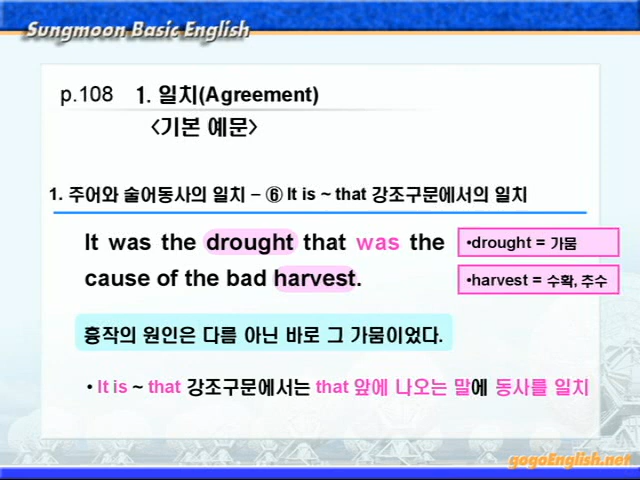 Sungmoon Basic English
p.108 1. 일치(Agreement)
<기본 예문>
1. 주어와 술어동사의 일치 – ⑥ It is ~ that 강조구문에서의 일치
It was the drought that was the
cause of the bad harvest.
•drought = 가뭄
•harvest = 수확, 추수
흉작의 원인은 다름 아닌 바로 그 가뭄이었다.
• It is ~ that 강조구문에서는 that 앞에 나오는 말에 동사를 일치
gogoEnglish.net